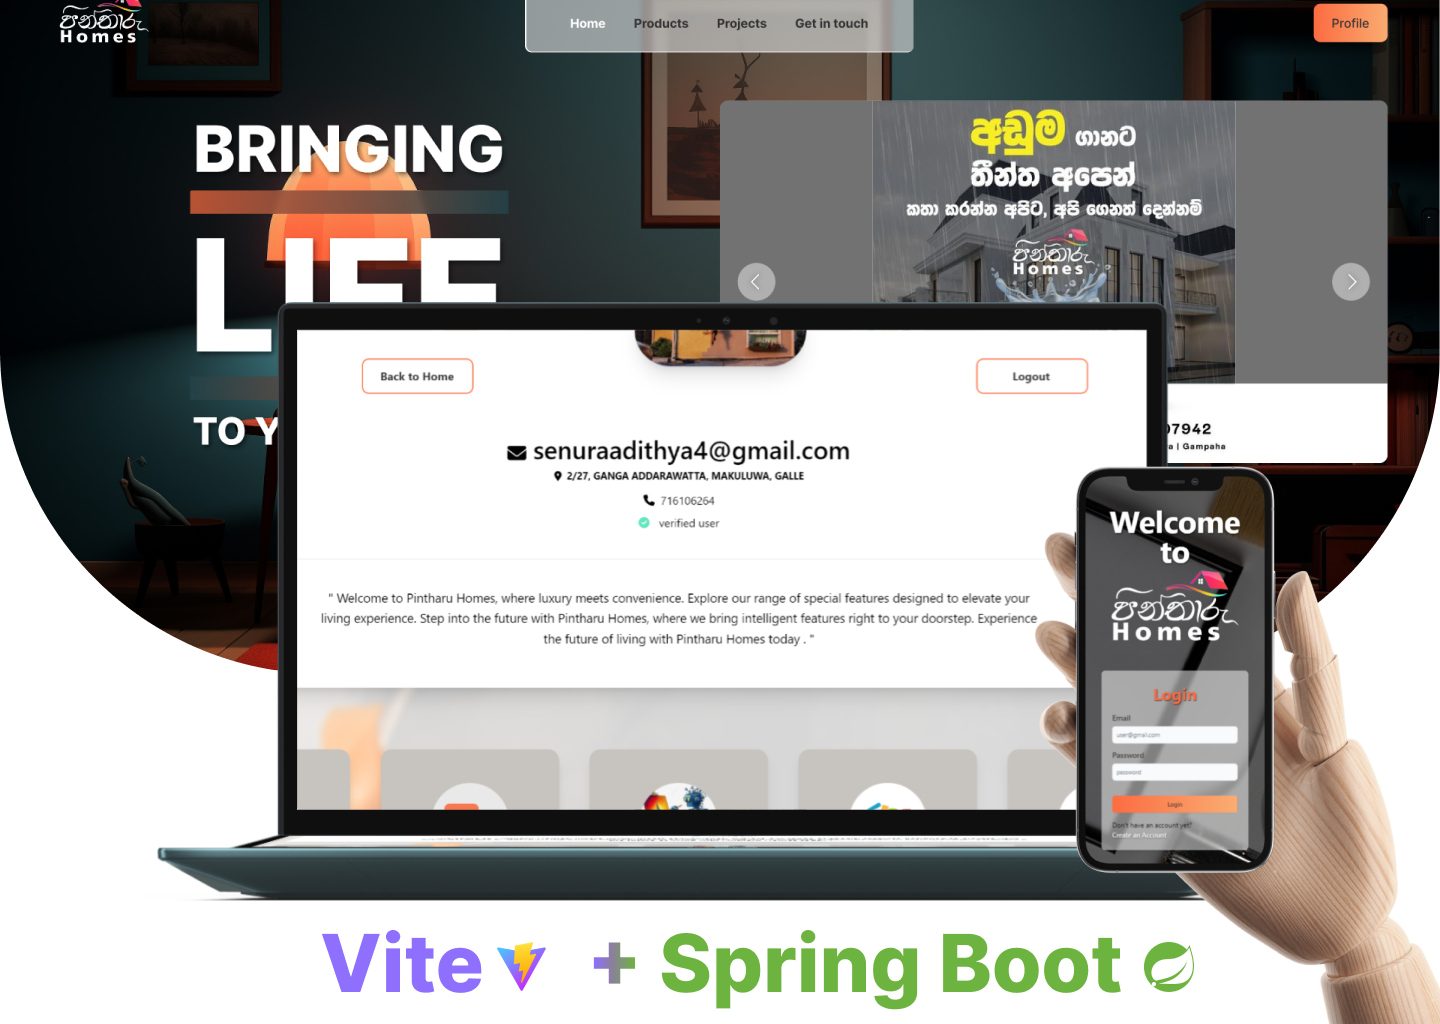 පින්තාරු
Homes
Home Products Projects Get in touch
Profile
BRINGING
LIFE
TO Y
අඩුම ගානට
තීන්ත අපෙන්
කතා කරන්න අපිට, අපි ගෙනත් දෙන්නම්
පින්තාරු
Homes
07942
a | Gampaha
Back to Home
Logout
senuraadithya4@gmail.com
2/27, GANGA ADDARAWATTA, MAKULUWA, GALLE
716106264
verified user
" Welcome to Pintharu Homes, where luxury meets convenience. Explore our range of special features designed to elevate your
living experience. Step into the future with Pintharu Homes, where we bring intelligent features right to your doorstep. Experience
the future of living with Pintharu Homes today . "
Welcome
to
පින්තාරු
Homes
Login
Email
user@gmail.com
Password
password
Login
Don't have an account yet?
Create an Account
Vite + Spring Boot